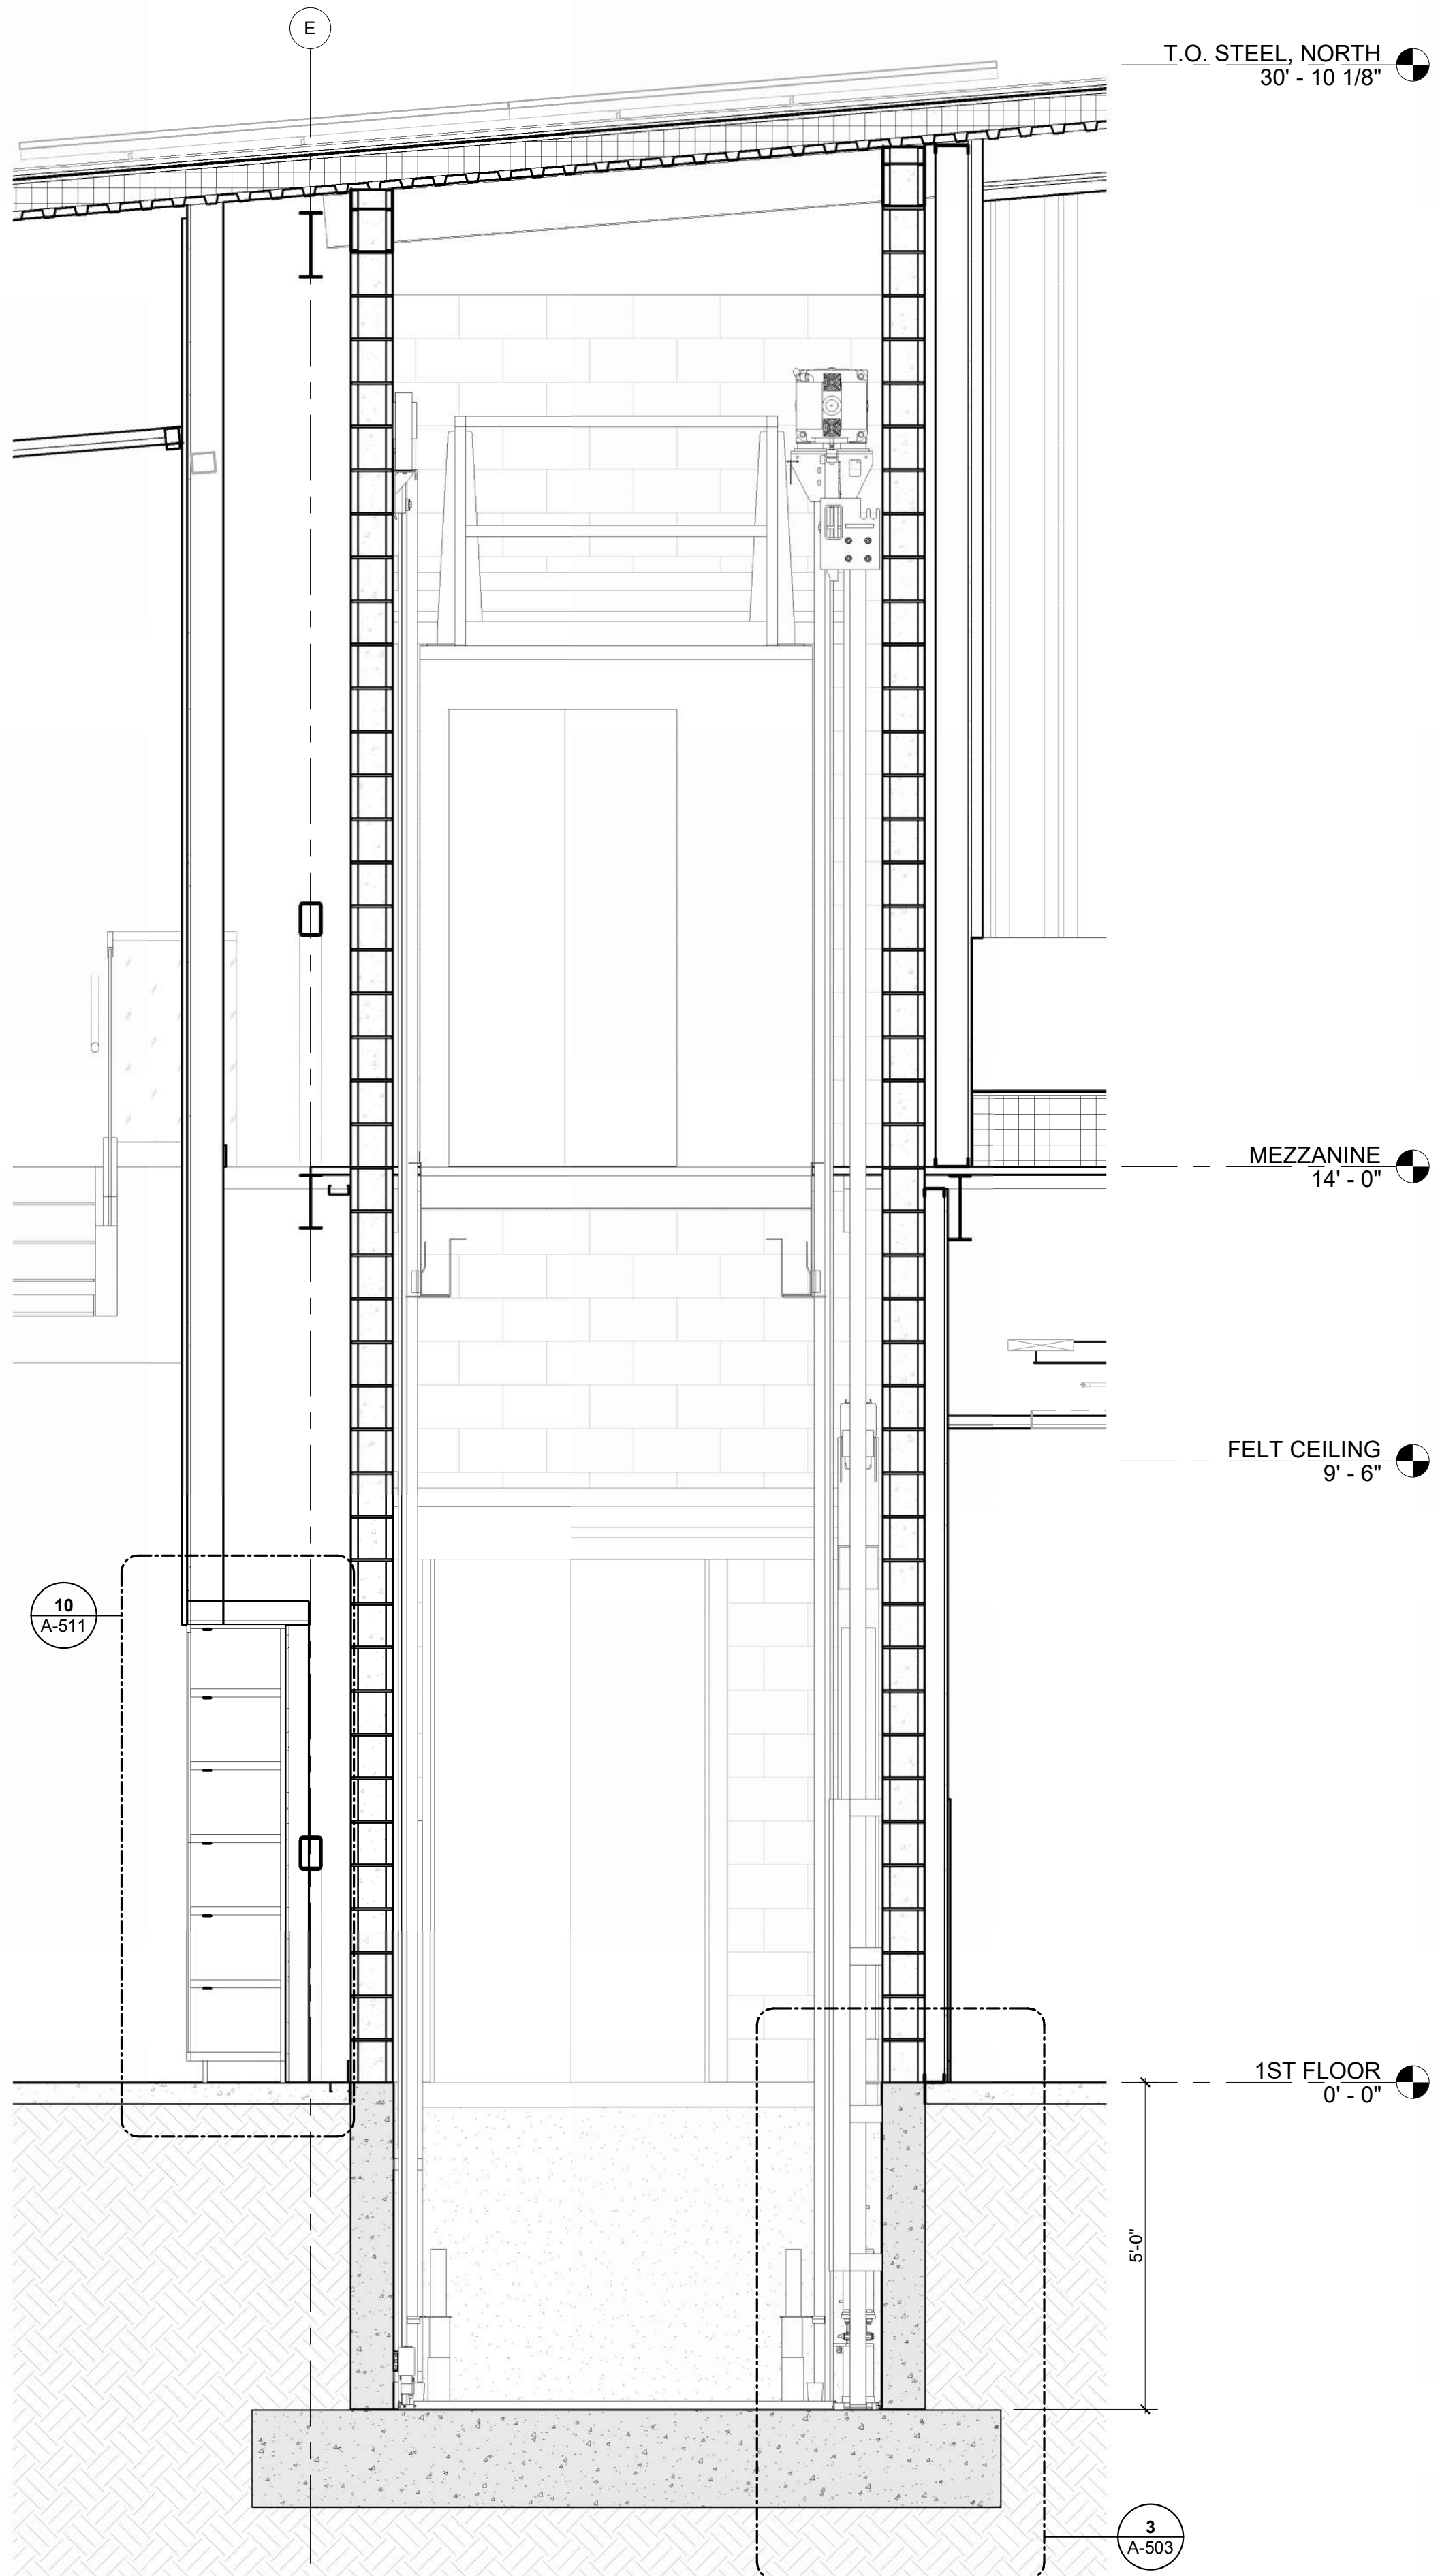 E
T.O. STEEL, NORTH
30' - 10 1/8"
MEZZANINE
14' - 0"
FELT CEILING
9' - 6"
10
A-511
1ST FLOOR
0' - 0"
5'-0"
3
A-503